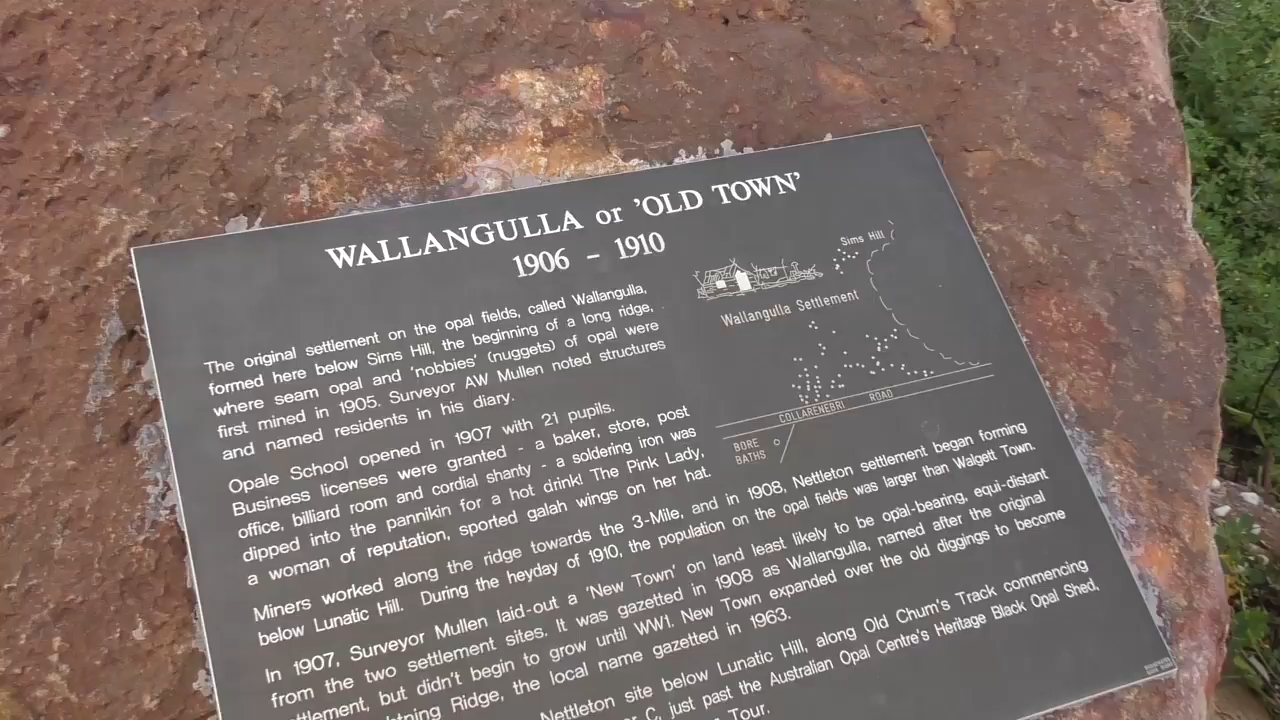 WALLANGULLA or 'OLD TOWN'
1906 - 1910
The original settlement on the opal fields, called Wallangulla,
formed here below Sims Hill, the beginning of a long ridge,
where seam opal and 'nobbies' (nuggets) of opal were
first mined in 1905. Surveyor AW Mullen noted structures
and named residents in his diary.
Opale School opened in 1907 with 21 pupils.
Business licenses were granted - a baker, store, post
office, billiard room and cordial shanty - a soldering iron was
dipped into the pannikin for a hot drink! The Pink Lady,
a woman of reputation, sported galah wings on her hat.
Sims Hill
Wallangulla Settlement
COLLARENEBRI ROAD
BORE
BATHS
Miners worked along the ridge towards the 3-Mile, and in 1908, Nettleton settlement began forming
below Lunatic Hill. During the heyday of 1910, the population on the opal fields was larger than Walgett Town.
In 1907, Surveyor Mullen laid-out a 'New Town' on land least likely to be opal-bearing, equi-distant
from the two settlement sites. It was gazetted in 1908 as Wallangulla, named after the original
ttlement, but didn't begin to grow until WW1. New Town expanded over the old diggings to become
htning Ridge, the local name gazetted in 1963.
Nettleton site below Lunatic Hill, along Old Chum's Track commencing
r C, just past the Australian Opal Centre's Heritage Black Opal Shed,
Tour.